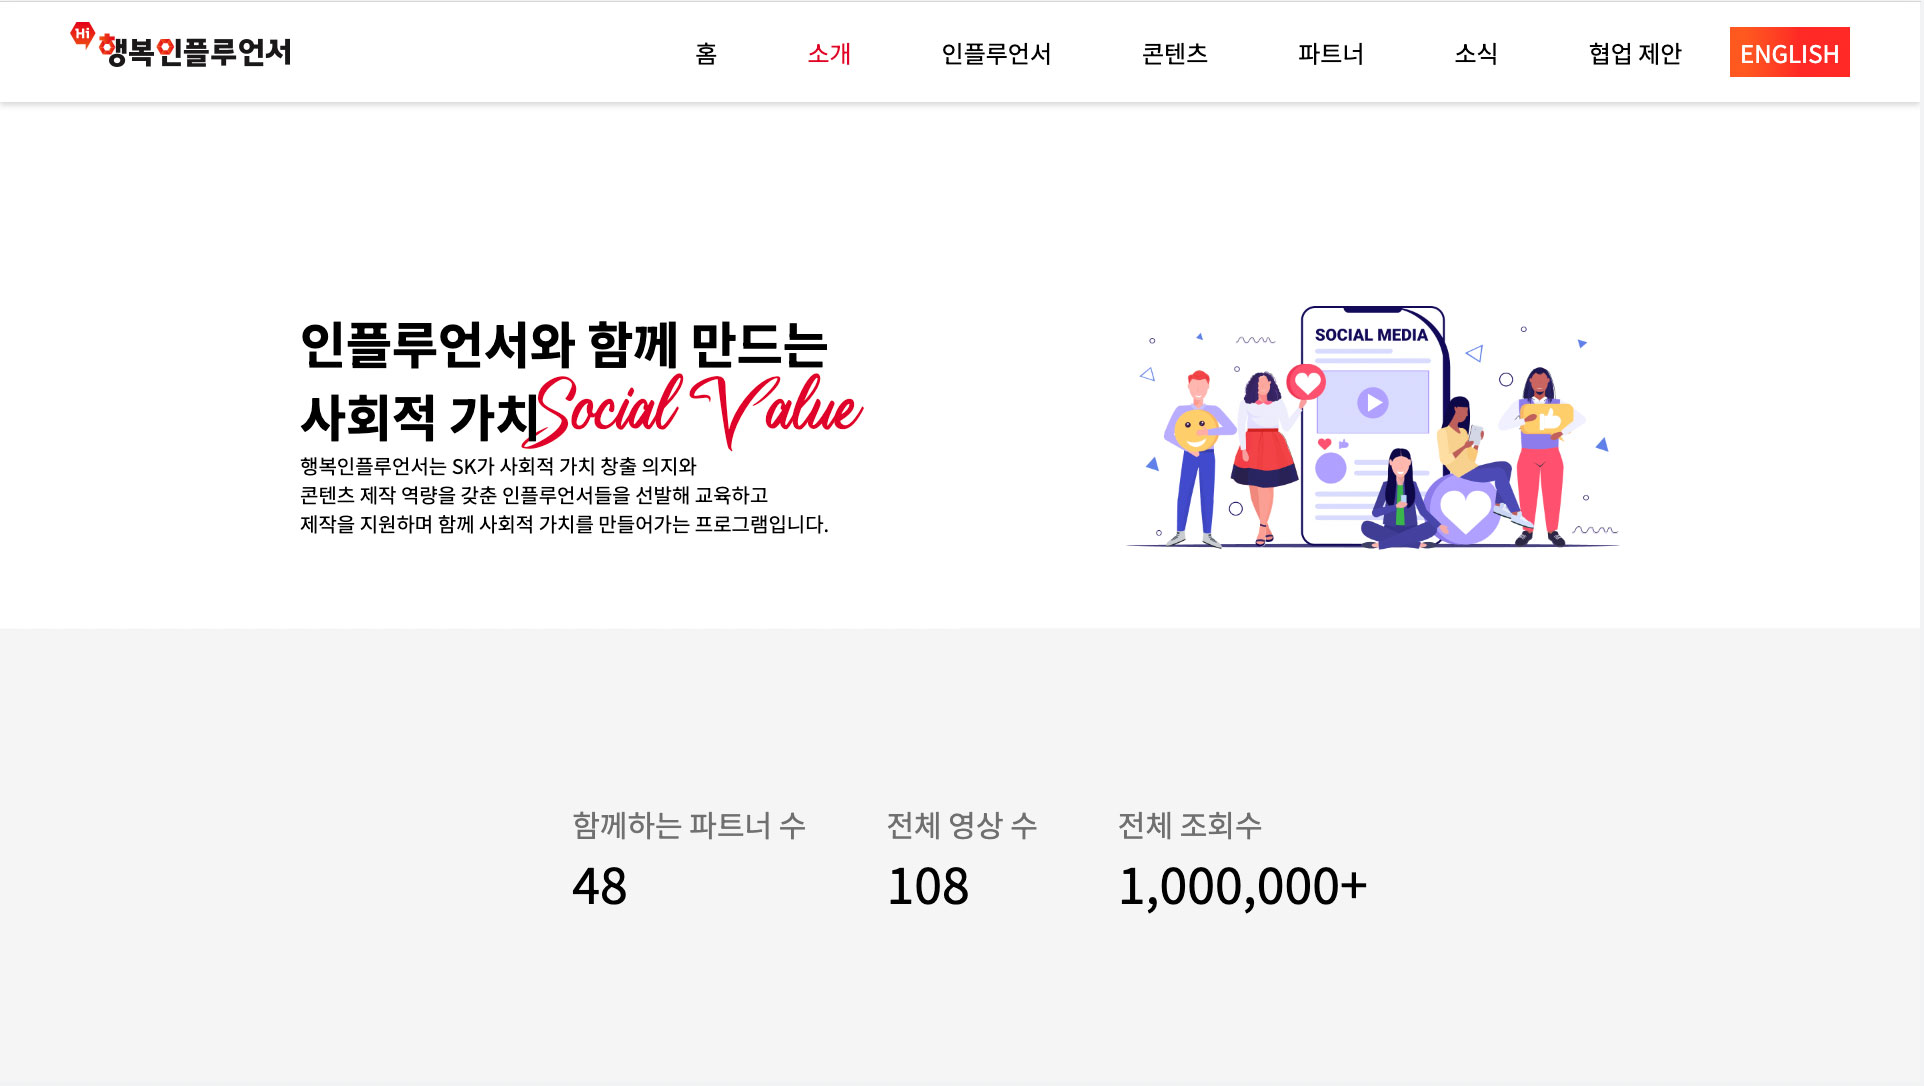 Hi 행복인플루언서
홈 소개 인플루언서 콘텐츠 파트너 소식 협업 제안 ENGLISH
인플루언서와 함께 만드는
사회적 가치 Social Value
행복인플루언서는 SK가 사회적 가치 창출 의지와
콘텐츠 제작 역량을 갖춘 인플루언서들을 선발해 교육하고
제작을 지원하며 함께 사회적 가치를 만들어가는 프로그램입니다.
SOCIAL MEDIA
함께하는 파트너 수 전체 영상 수 전체 조회수
48 108 1,000,000+